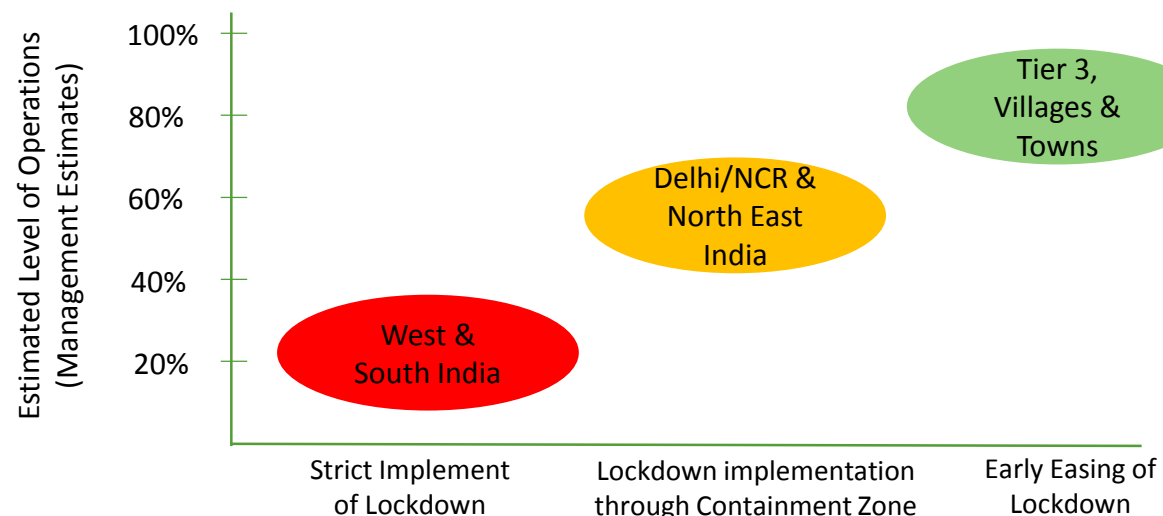 Estimated Level of Operations
(Management Estimates)
100%
80%
60%
40%
20%
Tier 3,
Villages &
Towns
Delhi/NCR &
North East
India
West &
South India
Strict Implement
of Lockdown
Lockdown implementation
through Containment Zone
Early Easing of
Lockdown